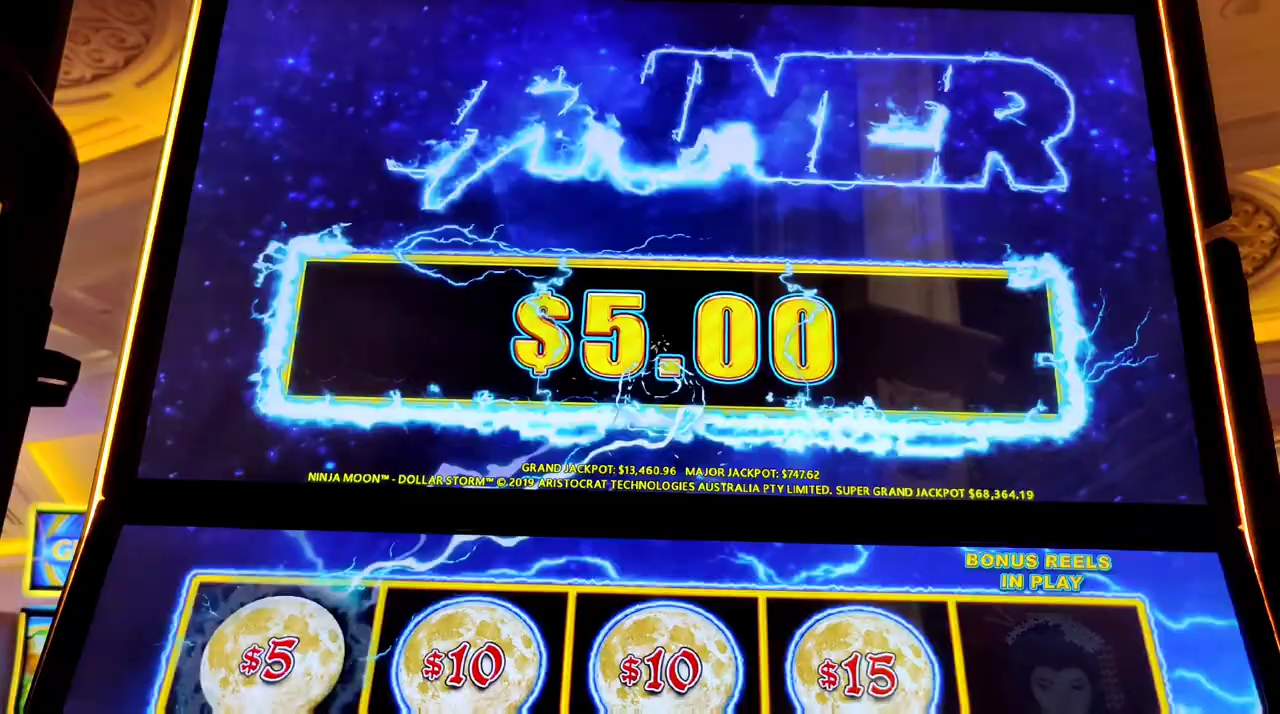 $5.00
GRAND JACKPOT: $13,460.96 MAJOR JACKPOT: $747.62
NINJA MOON™ - DOLLAR STORM™ © 2019 ARISTOCRAT TECHNOLOGIES AUSTRALIA PTY LIMITED. SUPER GRAND JACKPOT $68,364.19
BONUS REELS
IN PLAY
$5 $10 $10 $15